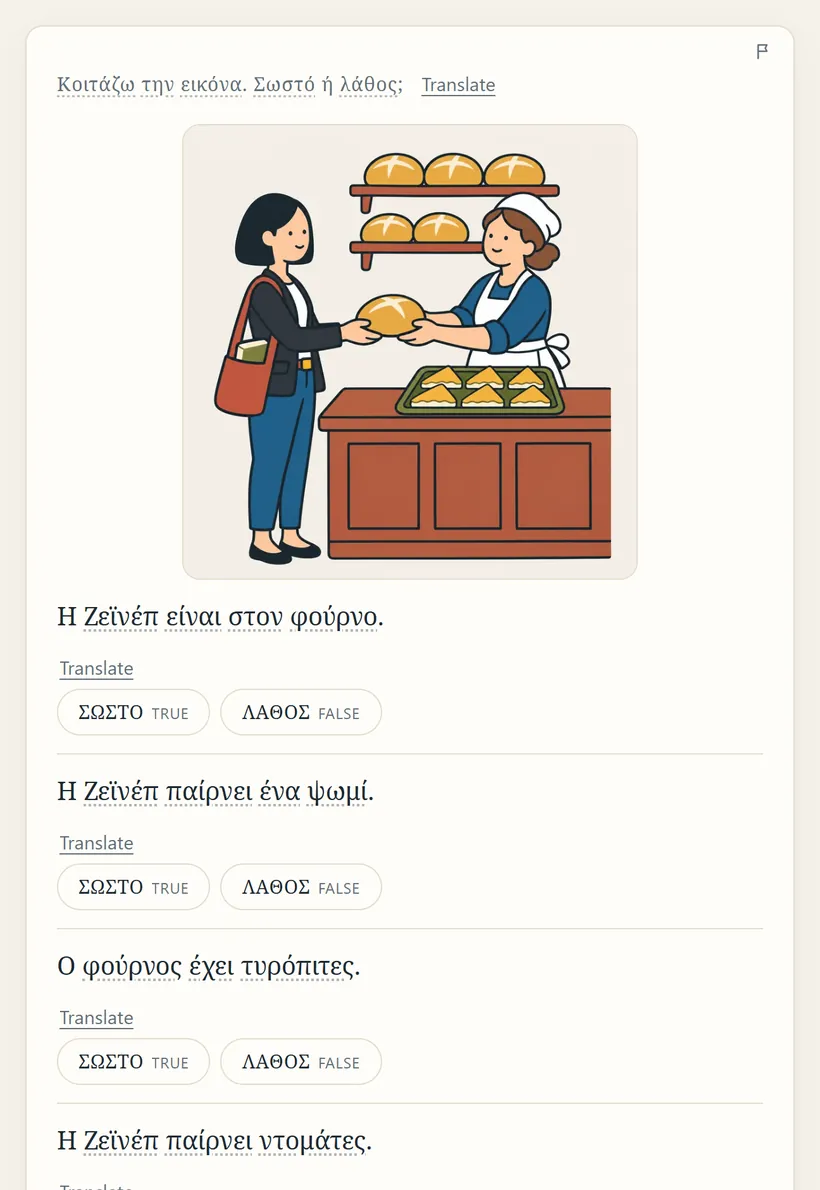 Κοιτάζω την εικόνα. Σωστό ή λάθος; Translate
Η Ζεϊνέπ είναι στον φούρνο.
Translate
ΣΩΣΤΟ TRUE ΛΑΘΟΣ FALSE
Η Ζεϊνέπ παίρνει ένα ψωμί.
Translate
ΣΩΣΤΟ TRUE ΛΑΘΟΣ FALSE
Ο φούρνος έχει τυρόπιτες.
Translate
ΣΩΣΤΟ TRUE ΛΑΘΟΣ FALSE
Η Ζεϊνέπ παίρνει ντομάτες.